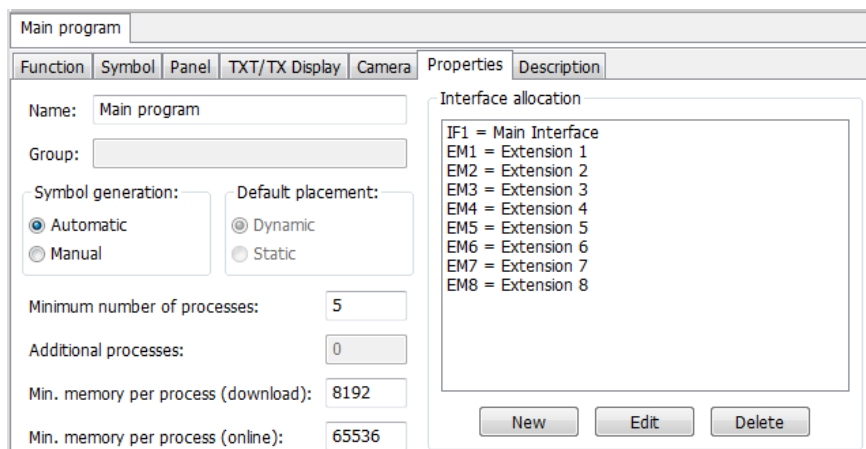 Main program
Function Symbol Panel TXT/TX Display Camera Properties Description
Name: Main program
Group:
Symbol generation: Default placement:
Automatic Dynamic
Manual Static
Minimum number of processes: 5
Additional processes: 0
Min. memory per process (download): 8192
Min. memory per process (online): 65536
Interface allocation
IF1 = Main Interface
EM1 = Extension 1
EM2 = Extension 2
EM3 = Extension 3
EM4 = Extension 4
EM5 = Extension 5
EM6 = Extension 6
EM7 = Extension 7
EM8 = Extension 8
New Edit Delete